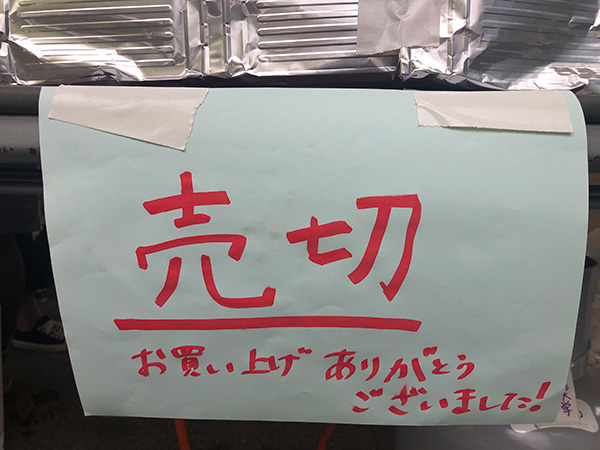 売切
お買い上げ ありがとう
ございました!